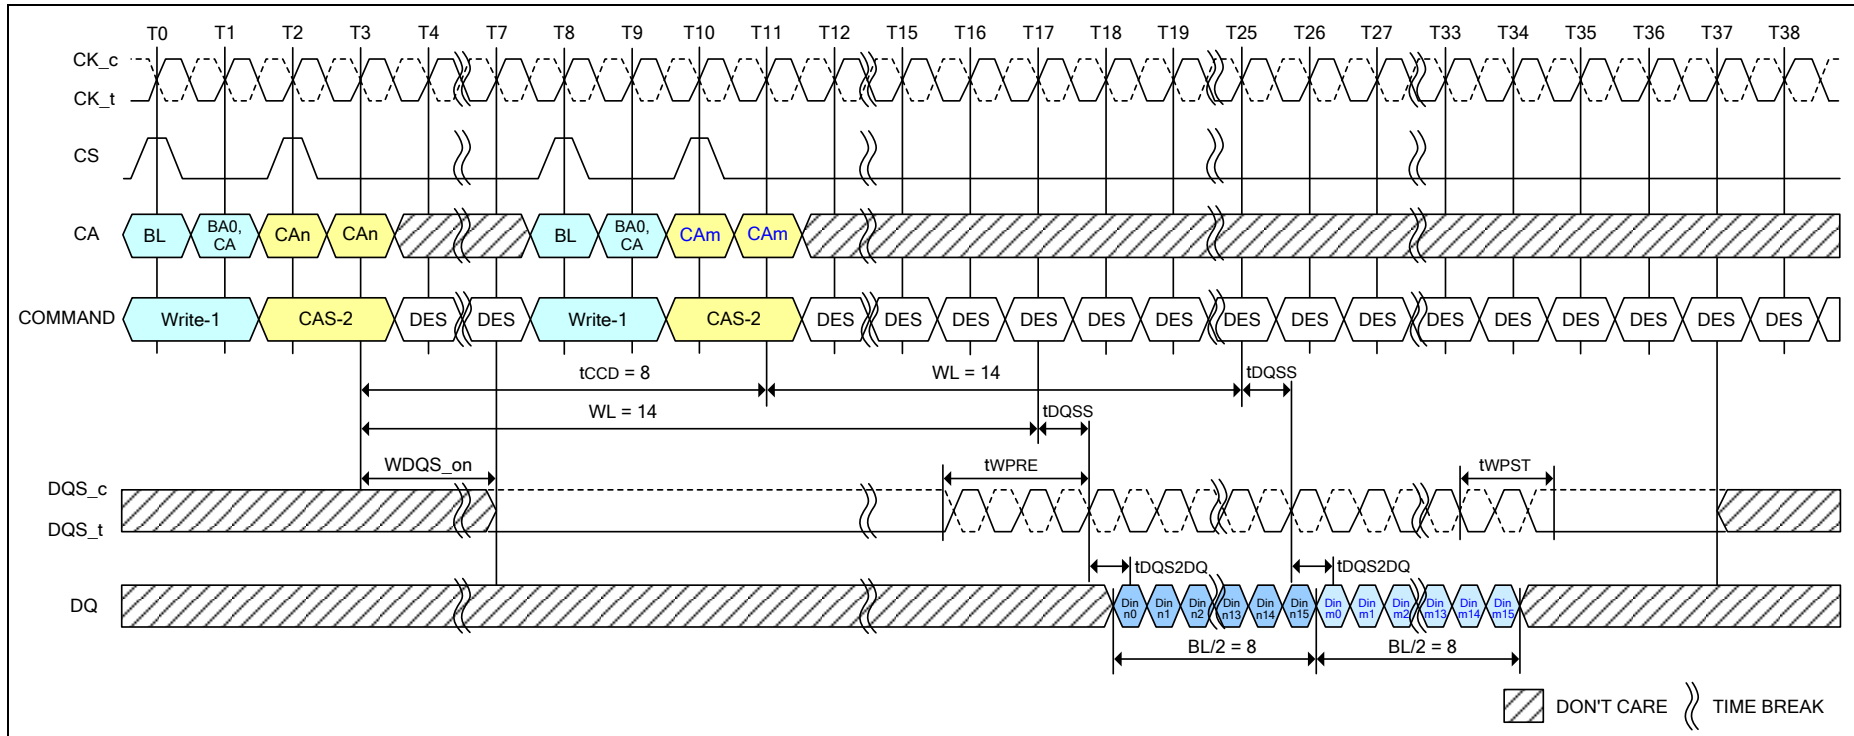 T0 T1 T2 T3 T4 T7 T8 T9 T10 T11 T12 T15 T16 T17 T18 T19 T25 T26 T27 T33 T34 T35 T36 T37 T38
CK_c
CK_t
CS
CA BL BA0, CA CAn CAn BL BA0, CA CAm CAm
COMMAND Write-1 CAS-2 DES DES Write-1 CAS-2 DES DES DES DES DES DES DES DES DES DES DES DES DES DES DES
tCCD = 8 WL = 14 tDQSS
WL = 14 tDQSS
WDQS_on tWPRE tWPST
DQS_c
DQS_t
tDQS2DQ tDQS2DQ
DQ Din n0 Din n1 Din n2 Din n13 Din n14 Din n15 Din m0 Din m1 Din m2 Din m13 Din m14 Din m15
BL/2 = 8 BL/2 = 8
DON'T CARE TIME BREAK